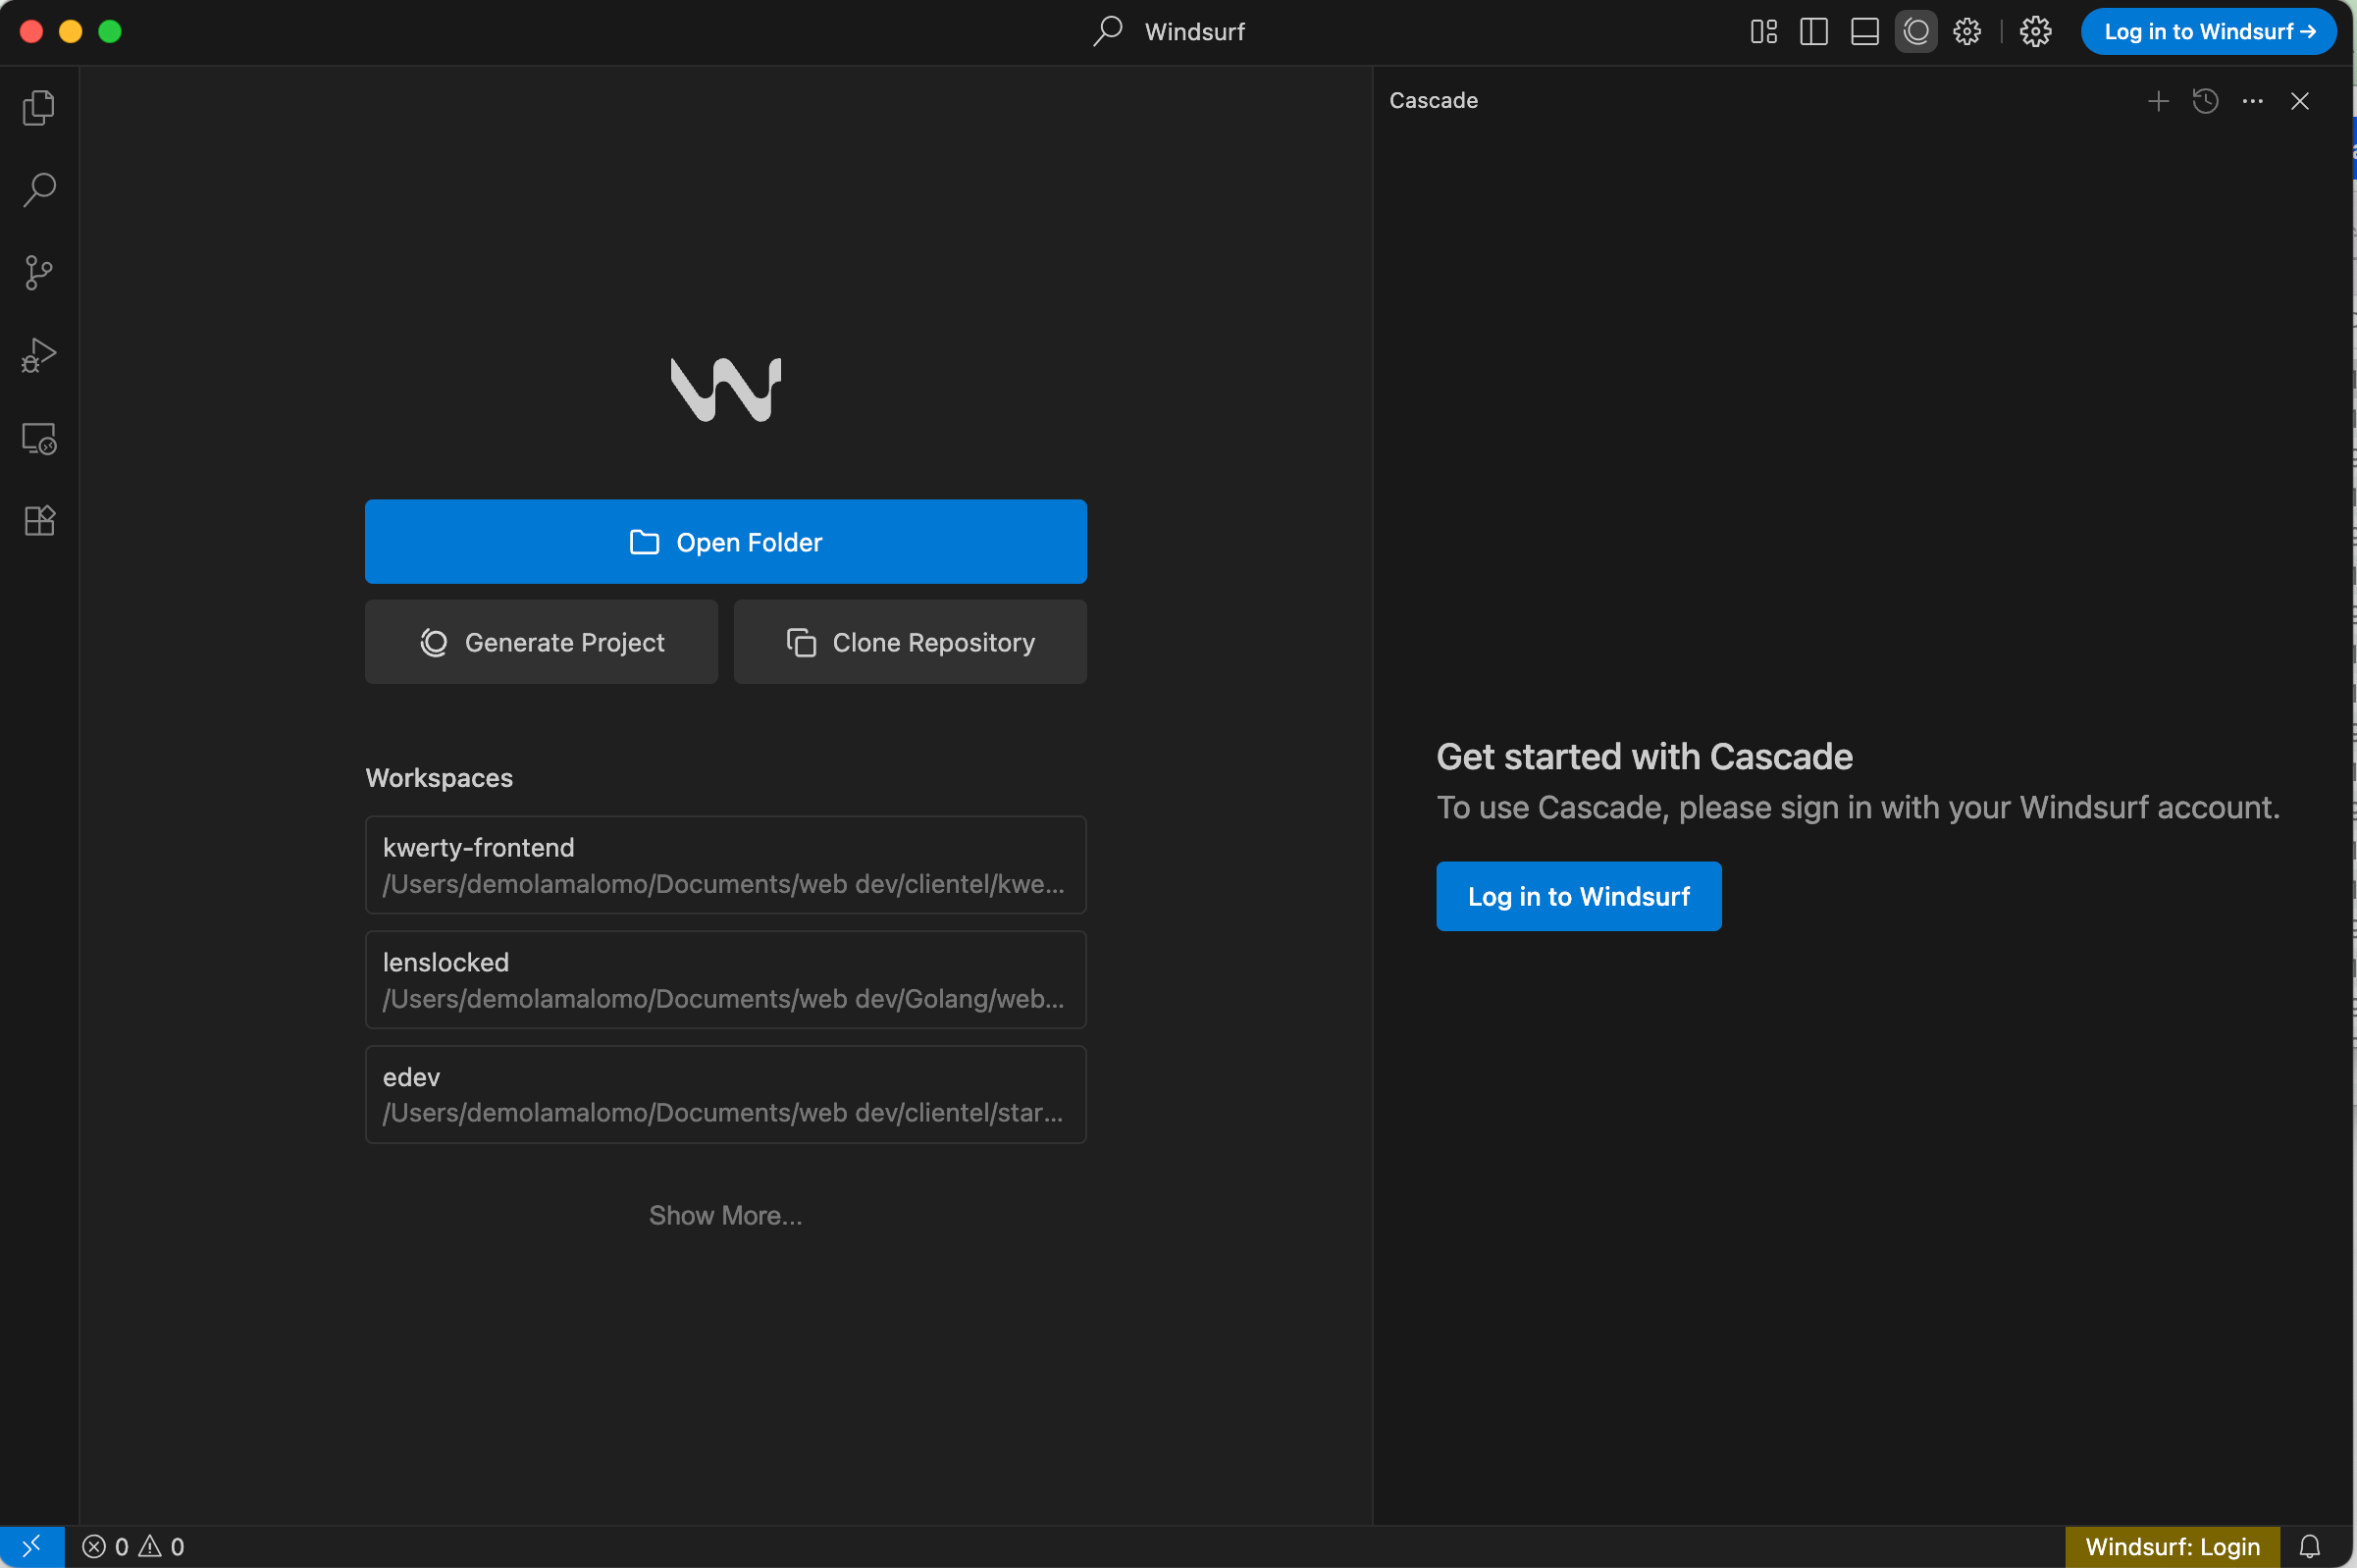 Windsurf
Log in to Windsurf →
Cascade
Open Folder
Generate Project
Clone Repository
Workspaces
kwerty-frontend
/Users/demolamalomo/Documents/web dev/clientel/kwe...
lenslocked
/Users/demolamalomo/Documents/web dev/Golang/web...
edev
/Users/demolamalomo/Documents/web dev/clientel/star...
Show More...
Get started with Cascade
To use Cascade, please sign in with your Windsurf account.
Log in to Windsurf
0 0
Windsurf: Login